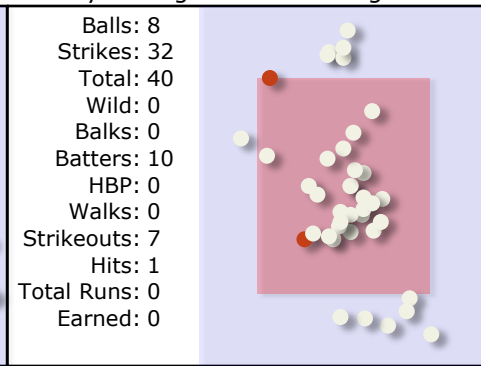 Balls: 8
Strikes: 32
Total: 40
Wild: 0
Balks: 0
Batters: 10
HBP: 0
Walks: 0
Strikeouts: 7
Hits: 1
Total Runs: 0
Earned: 0